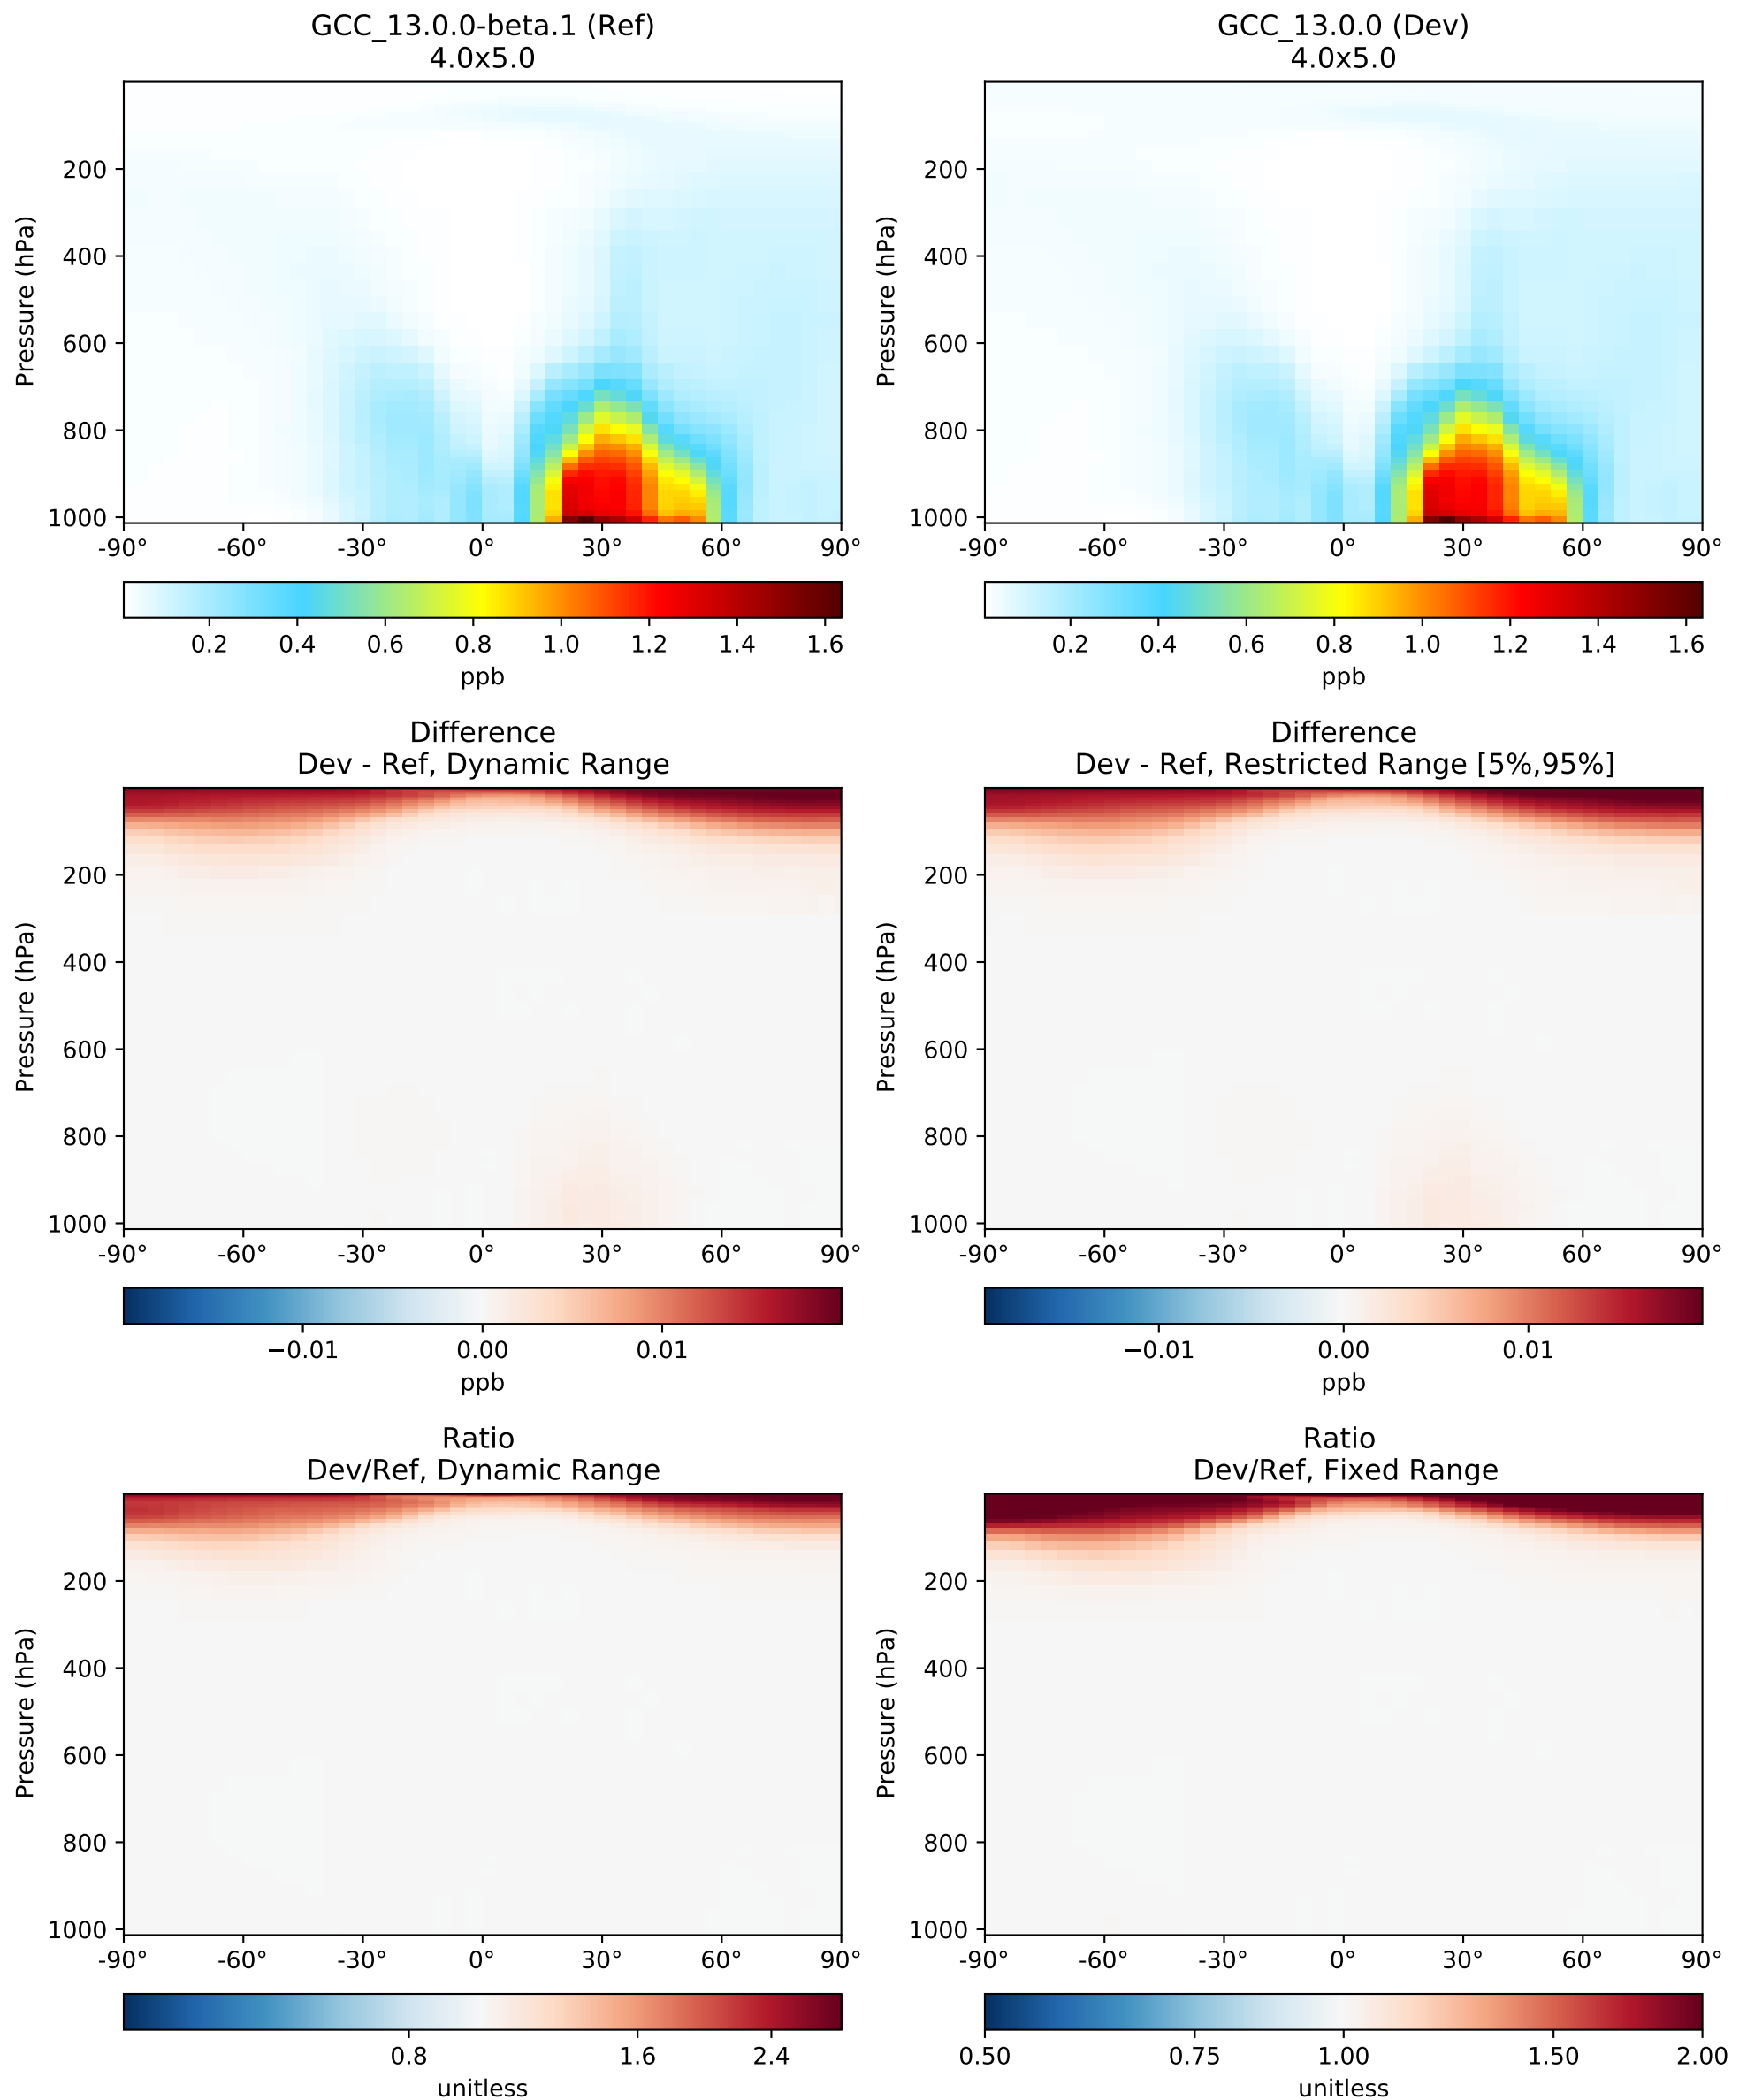 GCC_13.0.0-beta.1 (Ref)
4.0x5.0
Pressure (hPa)
200
400
600
800
1000
-90° -60° -30° 0° 30° 60° 90°
0.2 0.4 0.6 0.8 1.0 1.2 1.4 1.6
ppb
GCC_13.0.0 (Dev)
4.0x5.0
Pressure (hPa)
200
400
600
800
1000
-90° -60° -30° 0° 30° 60° 90°
0.2 0.4 0.6 0.8 1.0 1.2 1.4 1.6
ppb
Difference
Dev - Ref, Dynamic Range
Pressure (hPa)
200
400
600
800
1000
-90° -60° -30° 0° 30° 60° 90°
−0.01 0.00 0.01
ppb
Difference
Dev - Ref, Restricted Range [5%,95%]
Pressure (hPa)
200
400
600
800
1000
-90° -60° -30° 0° 30° 60° 90°
−0.01 0.00 0.01
ppb
Ratio
Dev/Ref, Dynamic Range
Pressure (hPa)
200
400
600
800
1000
-90° -60° -30° 0° 30° 60° 90°
0.8 1.6 2.4
unitless
Ratio
Dev/Ref, Fixed Range
Pressure (hPa)
200
400
600
800
1000
-90° -60° -30° 0° 30° 60° 90°
0.50 0.75 1.00 1.50 2.00
unitless